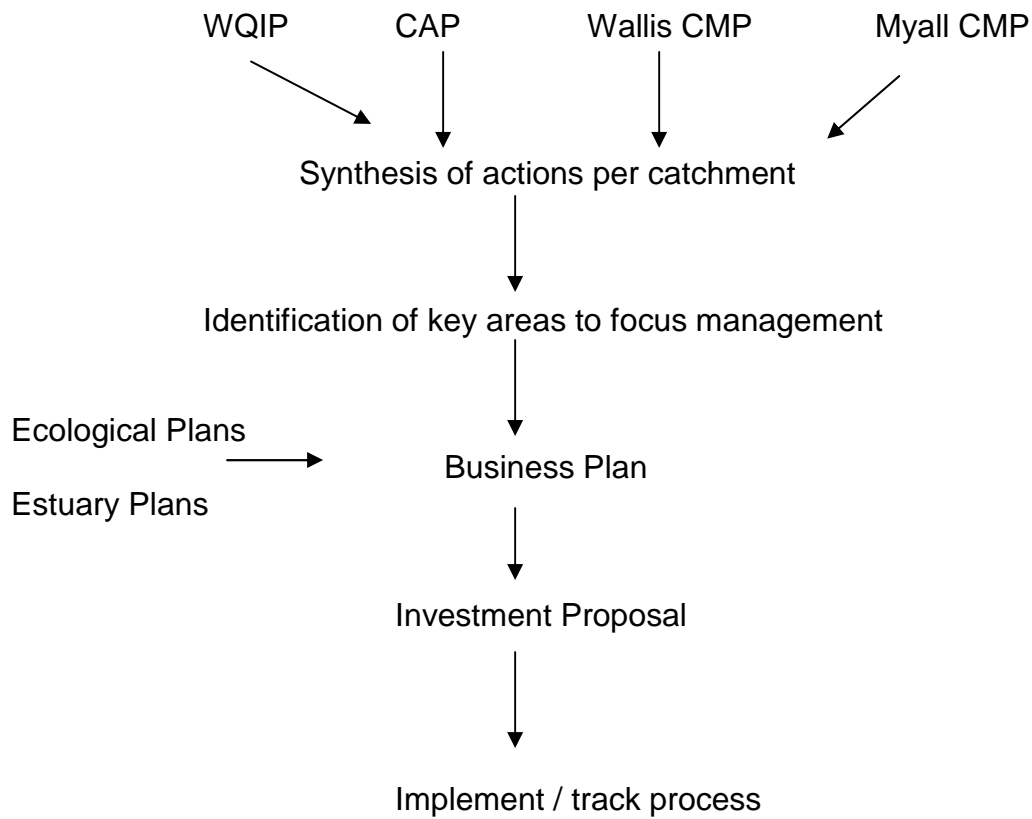 WQIP CAP Wallis CMP Myall CMP
Synthesis of actions per catchment
Identification of key areas to focus management
Ecological Plans
Business Plan
Estuary Plans
Investment Proposal
Implement / track process